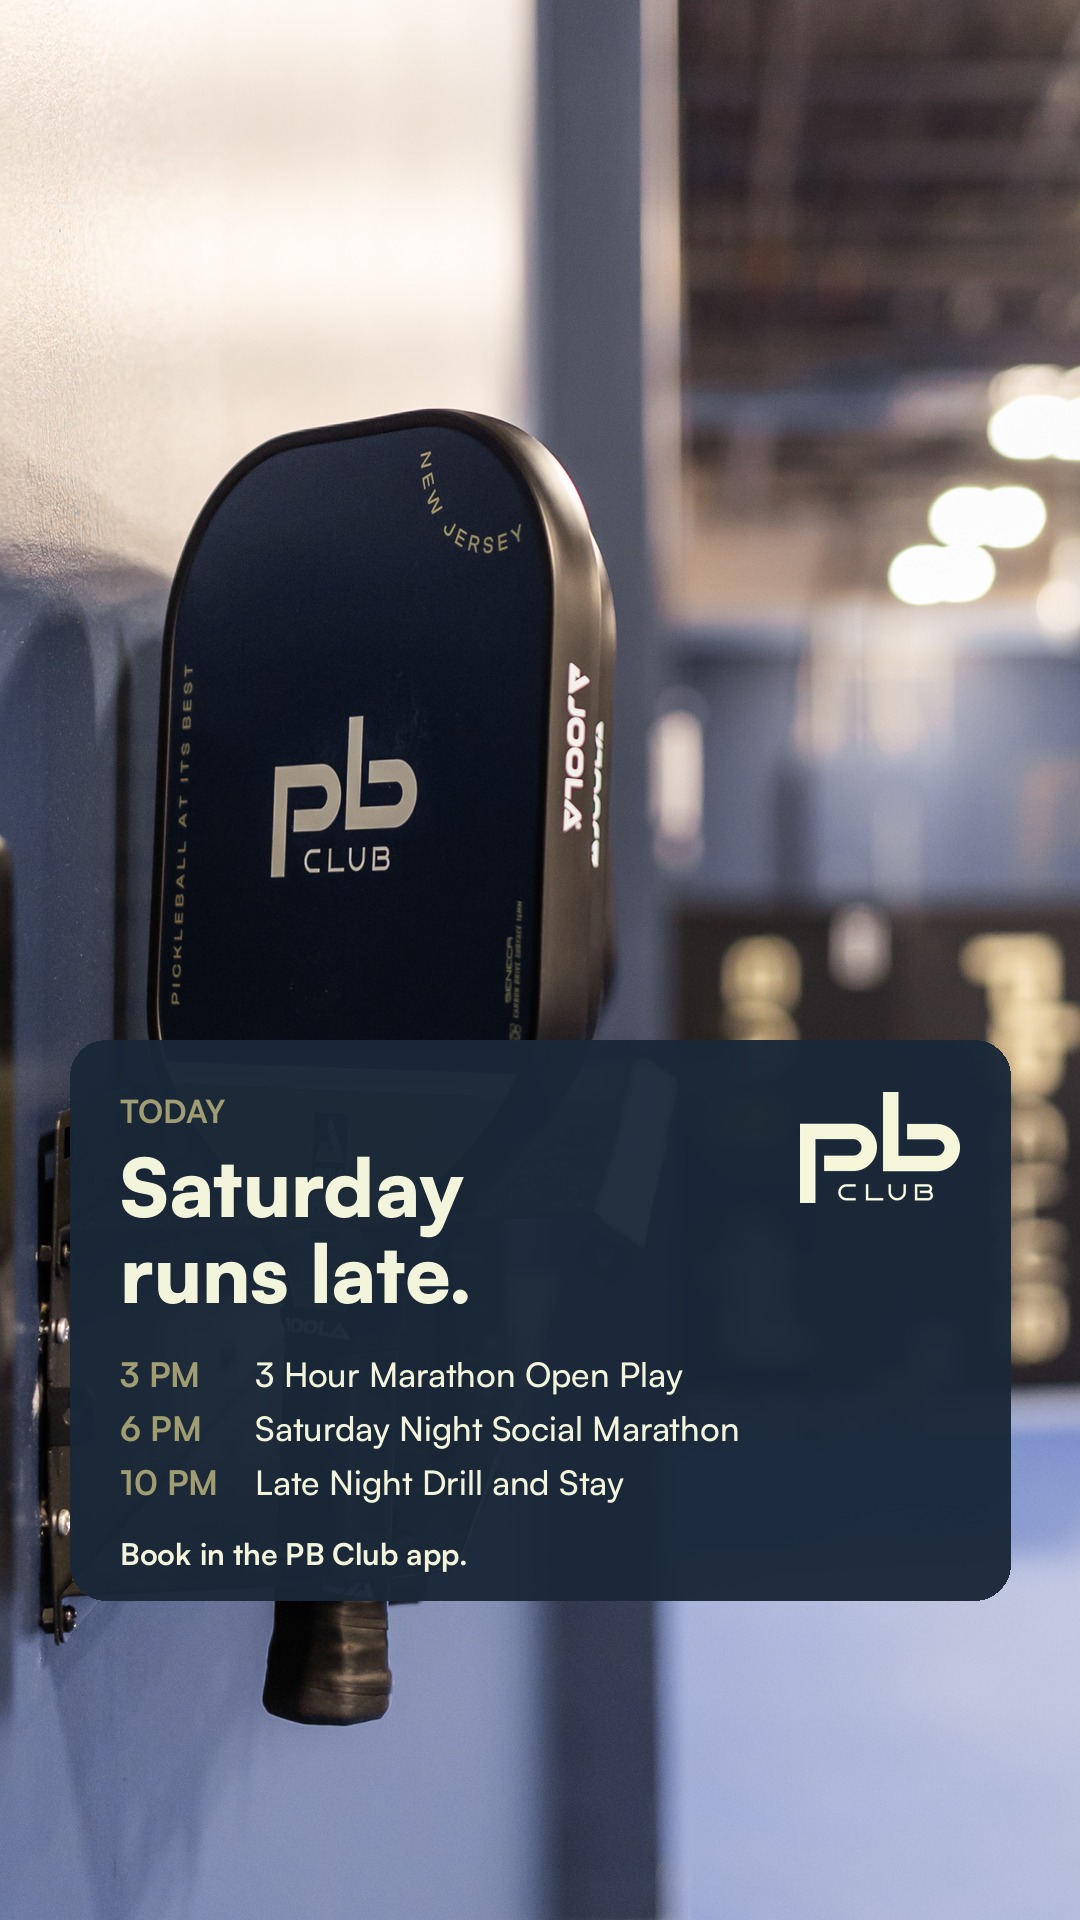 NEW JERSEY
PICKLEBALL AT ITS BEST
pb
CLUB
JOOLA
SENECA
TODAY
pb
CLUB
Saturday
runs late.
3 PM 3 Hour Marathon Open Play
6 PM Saturday Night Social Marathon
10 PM Late Night Drill and Stay
Book in the PB Club app.